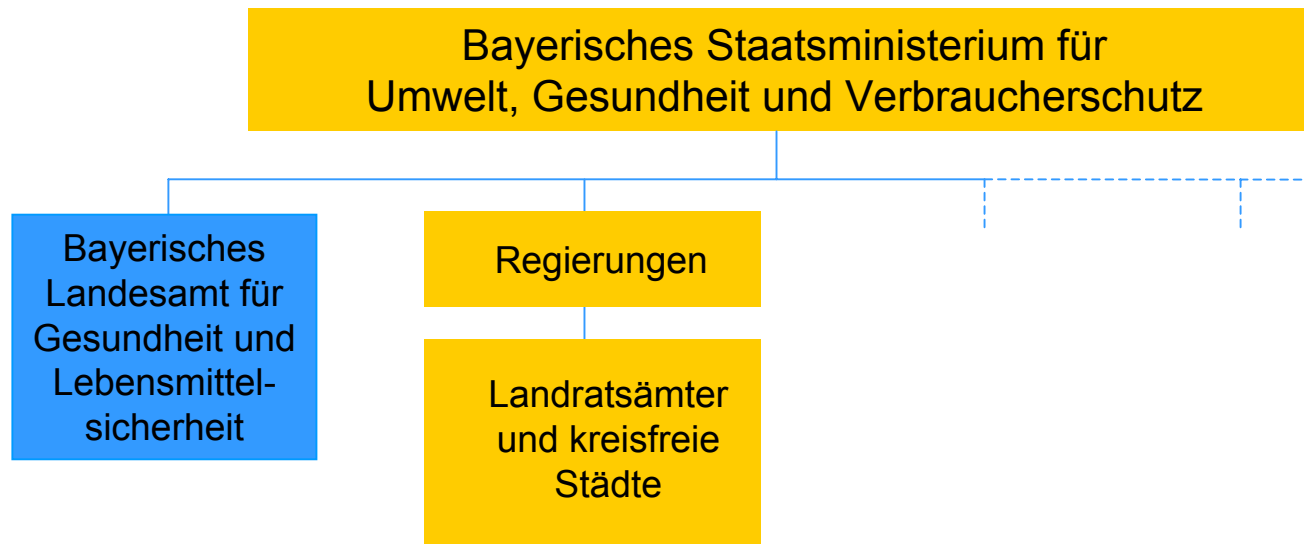 Bayerisches Staatsministerium für
Umwelt, Gesundheit und Verbraucherschutz
Bayerisches
Landesamt für
Gesundheit und
Lebensmittel-
sicherheit
Regierungen
Landratsämter
und kreisfreie
Städte